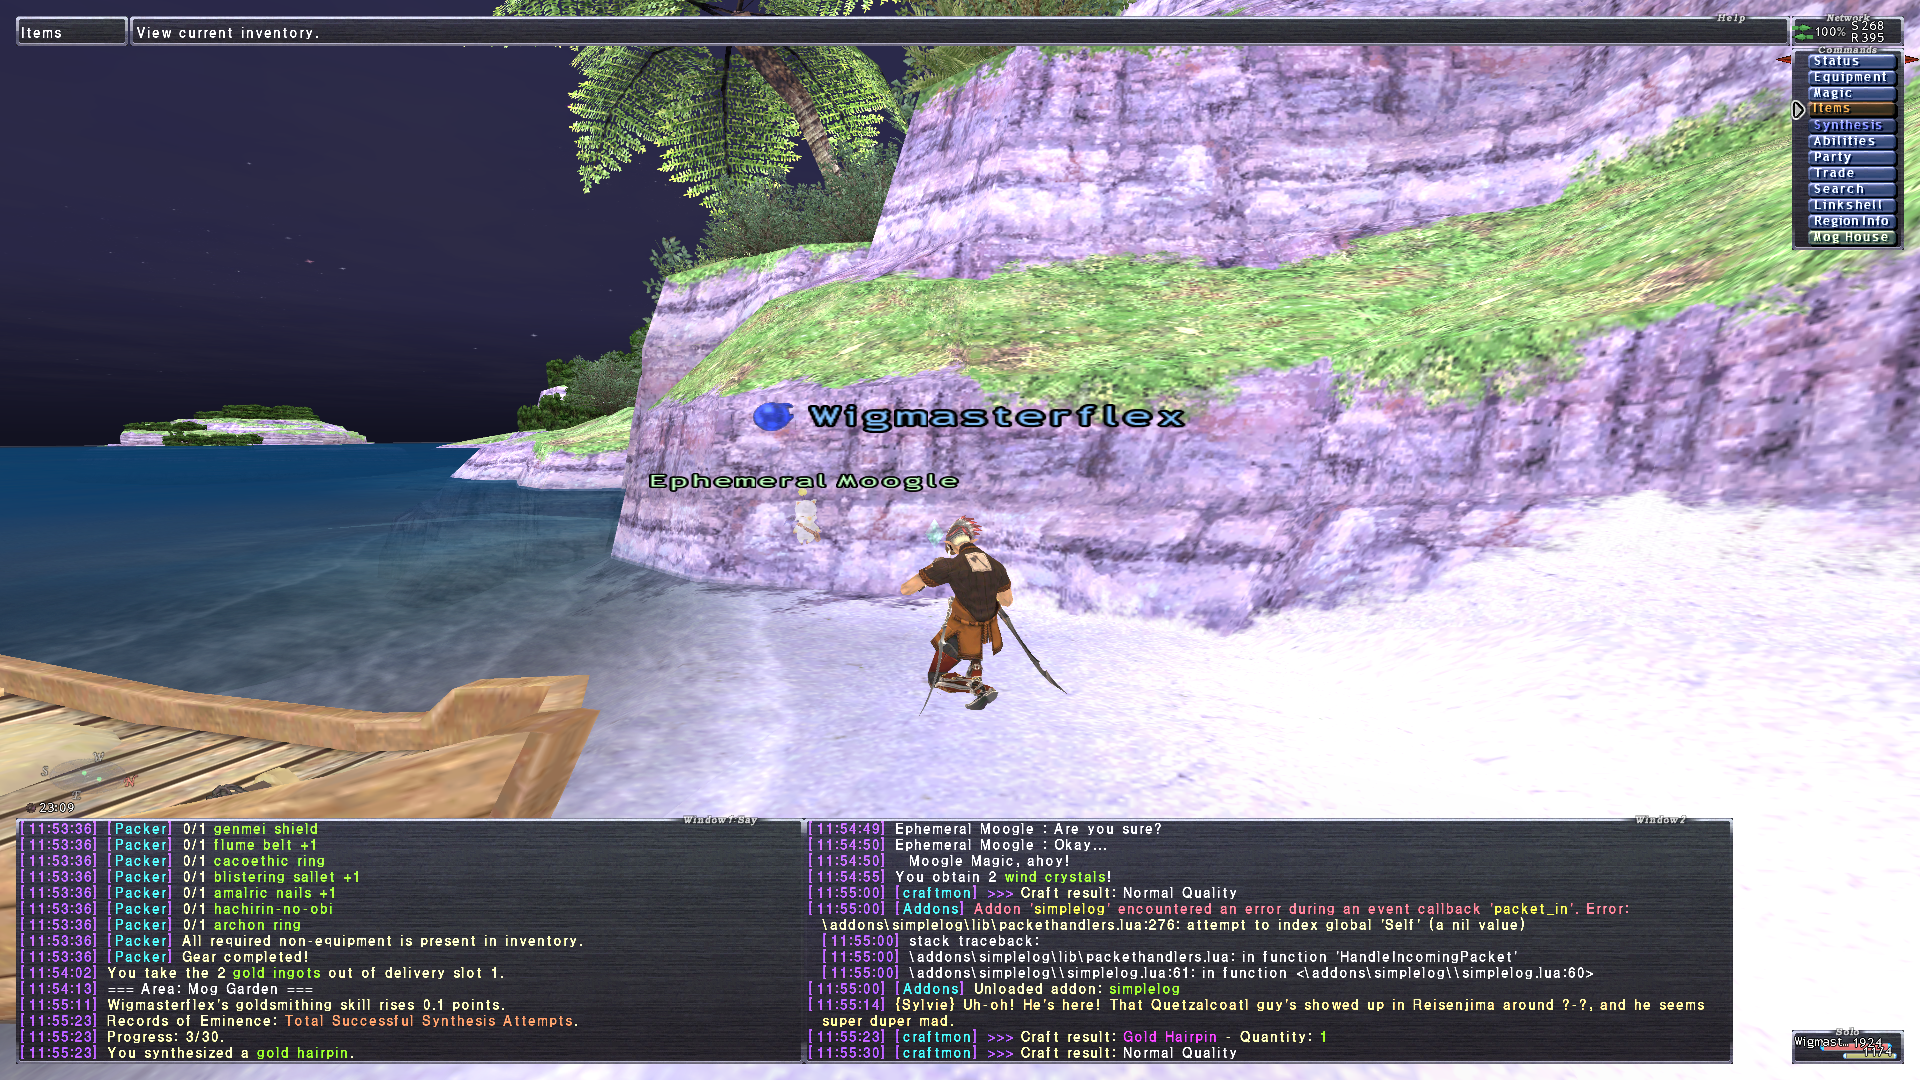 Items
View current inventory.
Help
Network
100%
S 268
R 395
Commands
Status
Equipment
Magic
Items
Synthesis
Abilities
Party
Trade
Search
Linkshell
Region Info
Mog House
Wigmasterflex
Ephemeral Moogle
23:09
Window1:Say
[11:53:36] [Packer] 0/1 genmei shield
[11:53:36] [Packer] 0/1 flume belt +1
[11:53:36] [Packer] 0/1 cacoethic ring
[11:53:36] [Packer] 0/1 blistering sallet +1
[11:53:36] [Packer] 0/1 amalric nails +1
[11:53:36] [Packer] 0/1 hachirin-no-obi
[11:53:36] [Packer] 0/1 archon ring
[11:53:36] [Packer] All required non-equipment is present in inventory.
[11:53:36] [Packer] Gear completed!
[11:54:02] You take the 2 gold ingots out of delivery slot 1.
[11:54:13] === Area: Mog Garden ===
[11:55:11] Wigmasterflex's goldsmithing skill rises 0.1 points.
[11:55:23] Records of Eminence: Total Successful Synthesis Attempts.
[11:55:23] Progress: 3/30.
[11:55:23] You synthesized a gold hairpin.
Window2
[11:54:49] Ephemeral Moogle : Are you sure?
[11:54:50] Ephemeral Moogle : Okay...
[11:54:50] Moogle Magic, ahoy!
[11:54:55] You obtain 2 wind crystals!
[11:55:00] [craftmon] >>> Craft result: Normal Quality
[11:55:00] [Addons] Addon 'simplelog' encountered an error during an event callback 'packet_in'. Error:
\addons\simplelog\lib\packethandlers.lua:276: attempt to index global 'Self' (a nil value)
[11:55:00] stack traceback:
[11:55:00] \addons\simplelog\lib\packethandlers.lua: in function 'HandleIncomingPacket'
[11:55:00] \addons\simplelog\\simplelog.lua:61: in function <\addons\simplelog\\simplelog.lua:60>
[11:55:00] [Addons] Unloaded addon: simplelog
[11:55:14] {Sylvie} Uh-oh! He's here! That Quetzalcoatl guy's showed up in Reisenjima around ?-?, and he seems
super duper mad.
[11:55:23] [craftmon] >>> Craft result: Gold Hairpin - Quantity: 1
[11:55:30] [craftmon] >>> Craft result: Normal Quality
Solo
Wigmast... 1924
1174